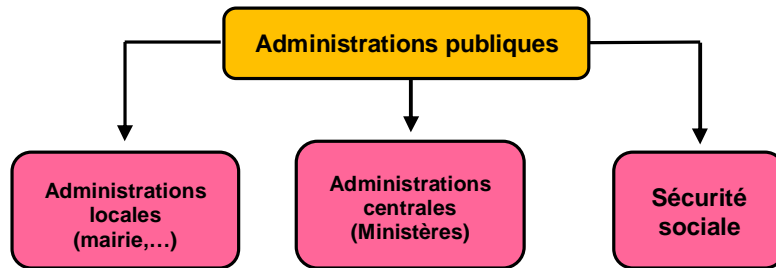 Administrations publiques
Administrations
locales
(mairie,…)
Administrations
centrales
(Ministères)
Sécurité
sociale